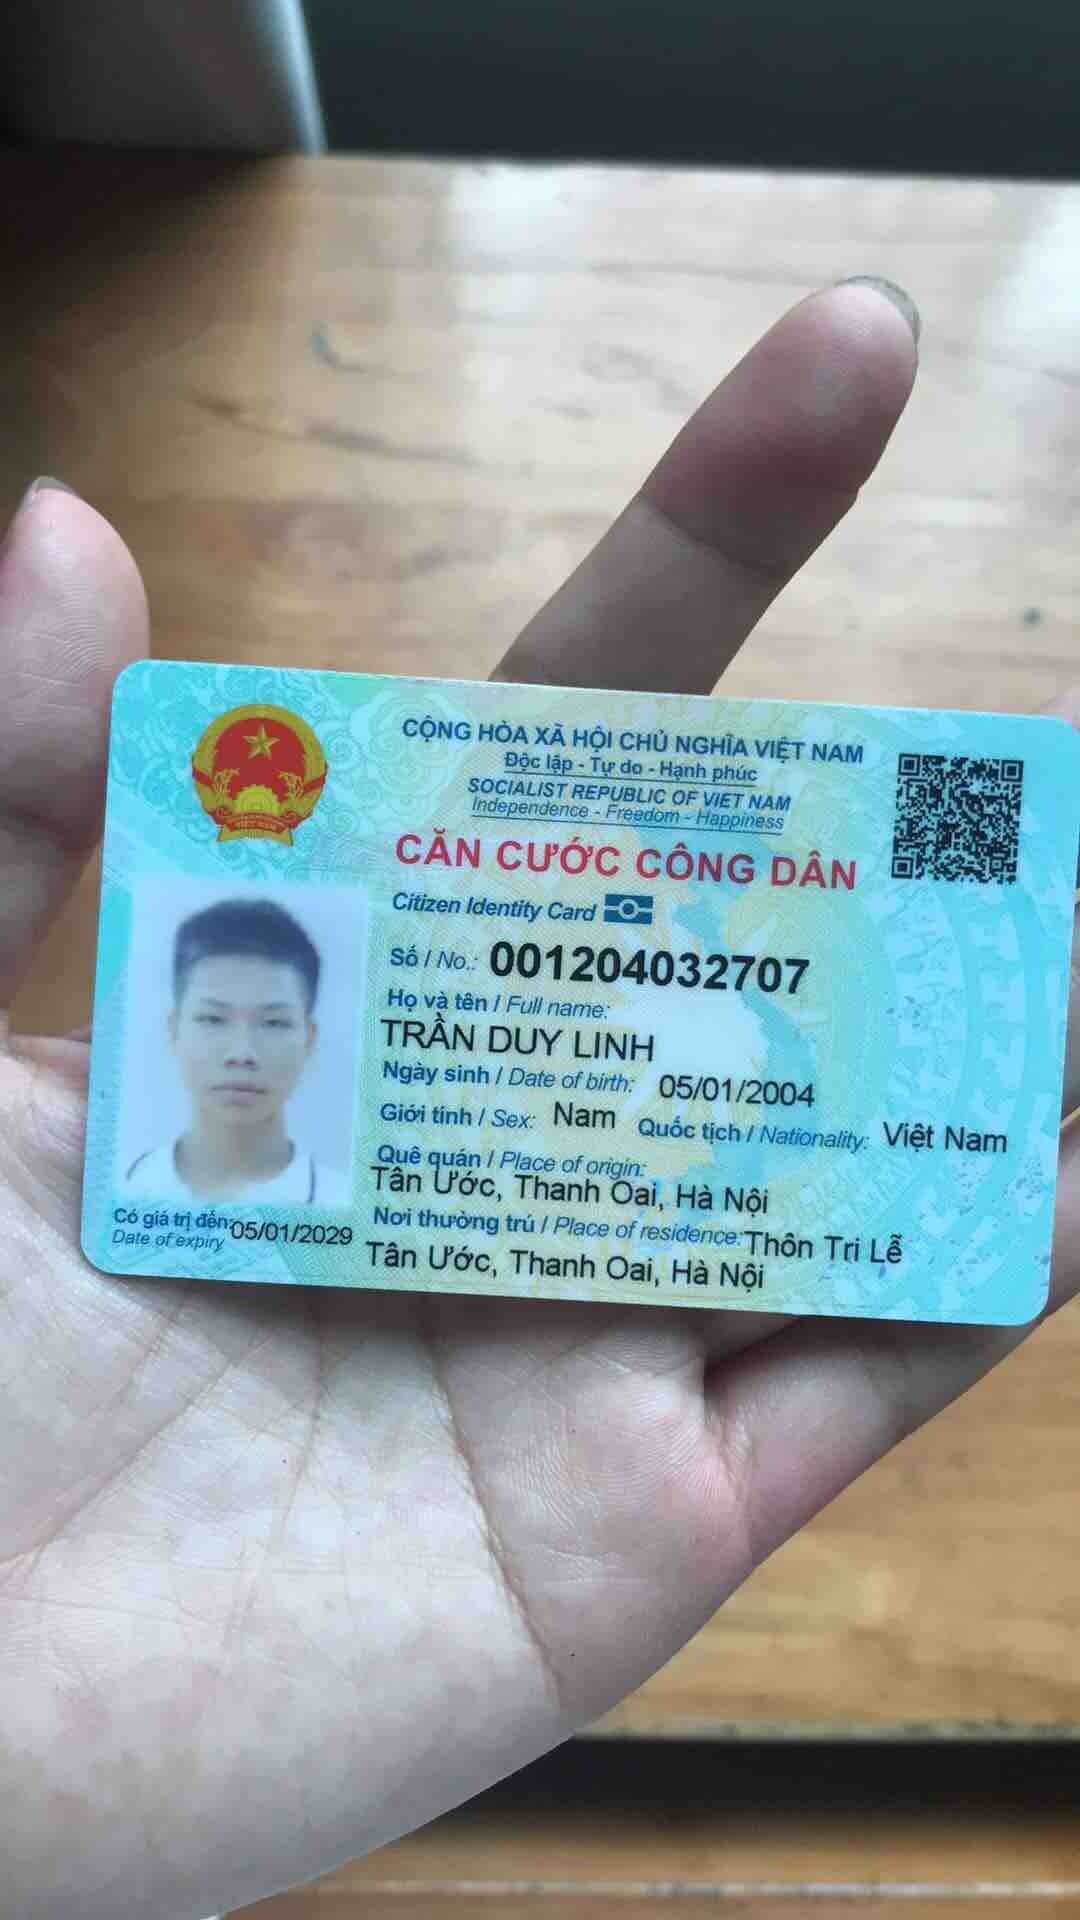 CỘNG HÒA XÃ HỘI CHỦ NGHĨA VIỆT NAM
Độc lập - Tự do - Hạnh phúc
SOCIALIST REPUBLIC OF VIET NAM
Independence - Freedom - Happiness
CĂN CƯỚC CÔNG DÂN
Citizen Identity Card
Số / No.: 001204032707
Họ và tên / Full name:
TRẦN DUY LINH
Ngày sinh / Date of birth: 05/01/2004
Giới tính / Sex: Nam Quốc tịch / Nationality: Việt Nam
Quê quán / Place of origin:
Tân Ước, Thanh Oai, Hà Nội
Nơi thường trú / Place of residence: Thôn Tri Lễ
Tân Ước, Thanh Oai, Hà Nội
Có giá trị đến: 05/01/2029
Date of expiry